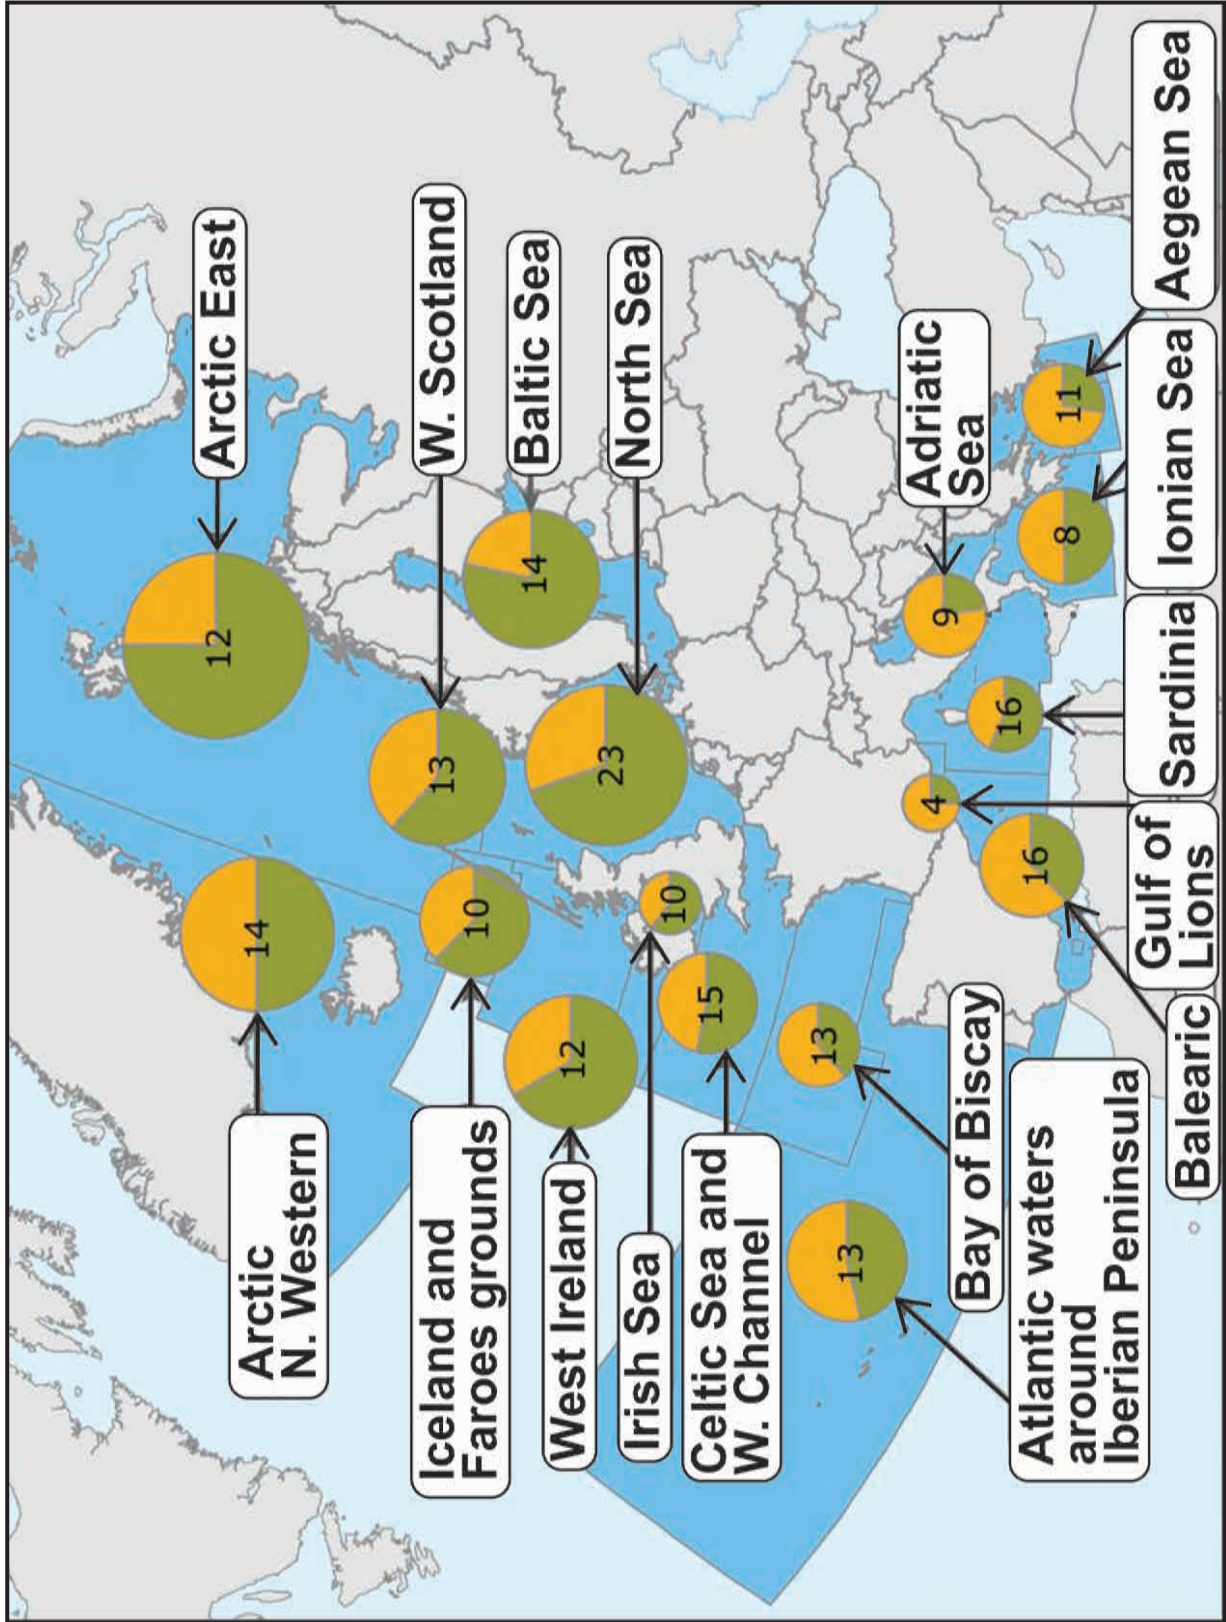 Arctic
N. Western
14
Arctic East
12
Iceland and
Faroes grounds
10
W. Scotland
13
West Ireland
12
Baltic Sea
14
Irish Sea
10
North Sea
23
Celtic Sea and
W. Channel
15
Bay of Biscay
13
Atlantic waters
around
Iberian Peninsula
13
Adriatic
Sea
9
Balearic
16
Gulf of
Lions
4
Sardinia
16
Ionian Sea
8
Aegean Sea
11